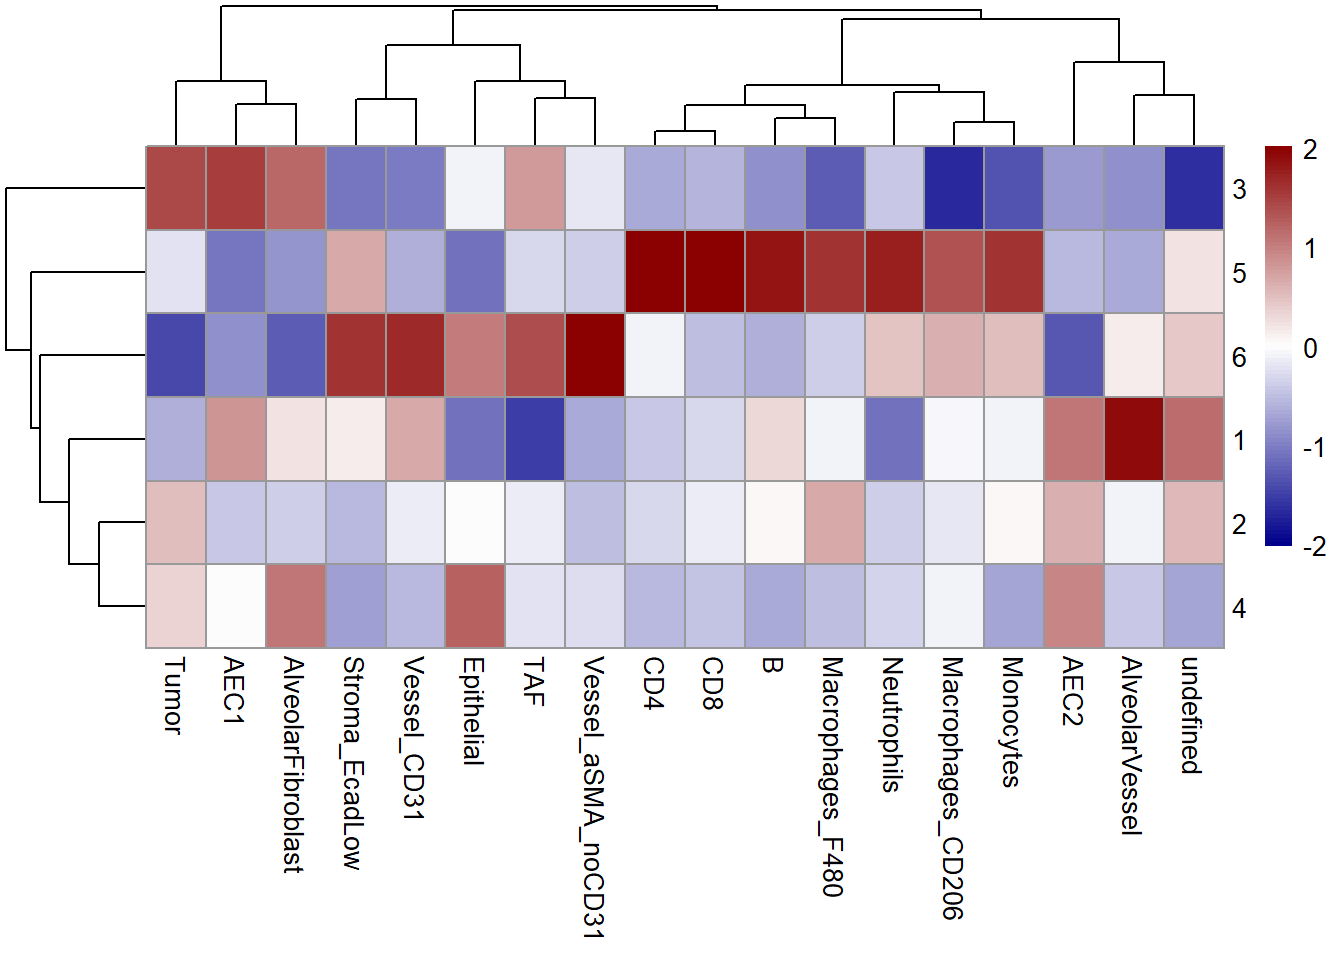 3
5
6
1
2
4
2
1
0
-1
-2
Tumor
AEC1
AlveolarFibroblast
Stroma_EcadLow
Vessel_CD31
Epithelial
TAF
Vessel_aSMA_noCD31
CD4
CD8
B
Macrophages_F480
Neutrophils
Macrophages_CD206
Monocytes
AEC2
AlveolarVessel
undefined